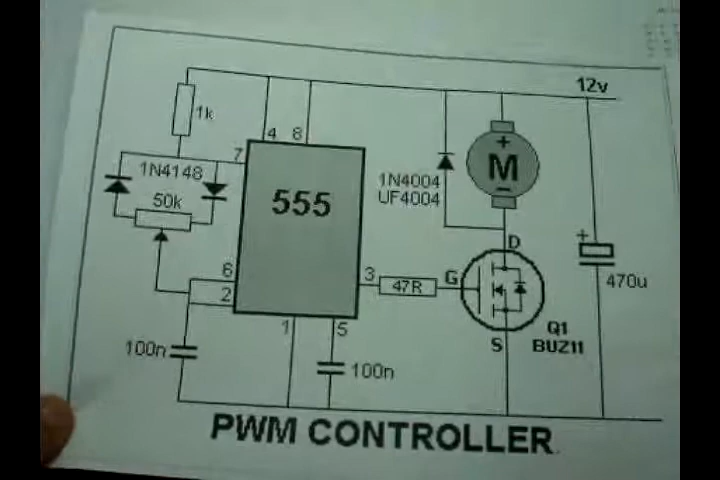 12v
1k
4 8
7
1N4148
50k
555
1N4004
UF4004
+
M
–
D
6
2
3
47R
G
+
470u
Q1
BUZ11
S
1
5
100n
100n
PWM CONTROLLER